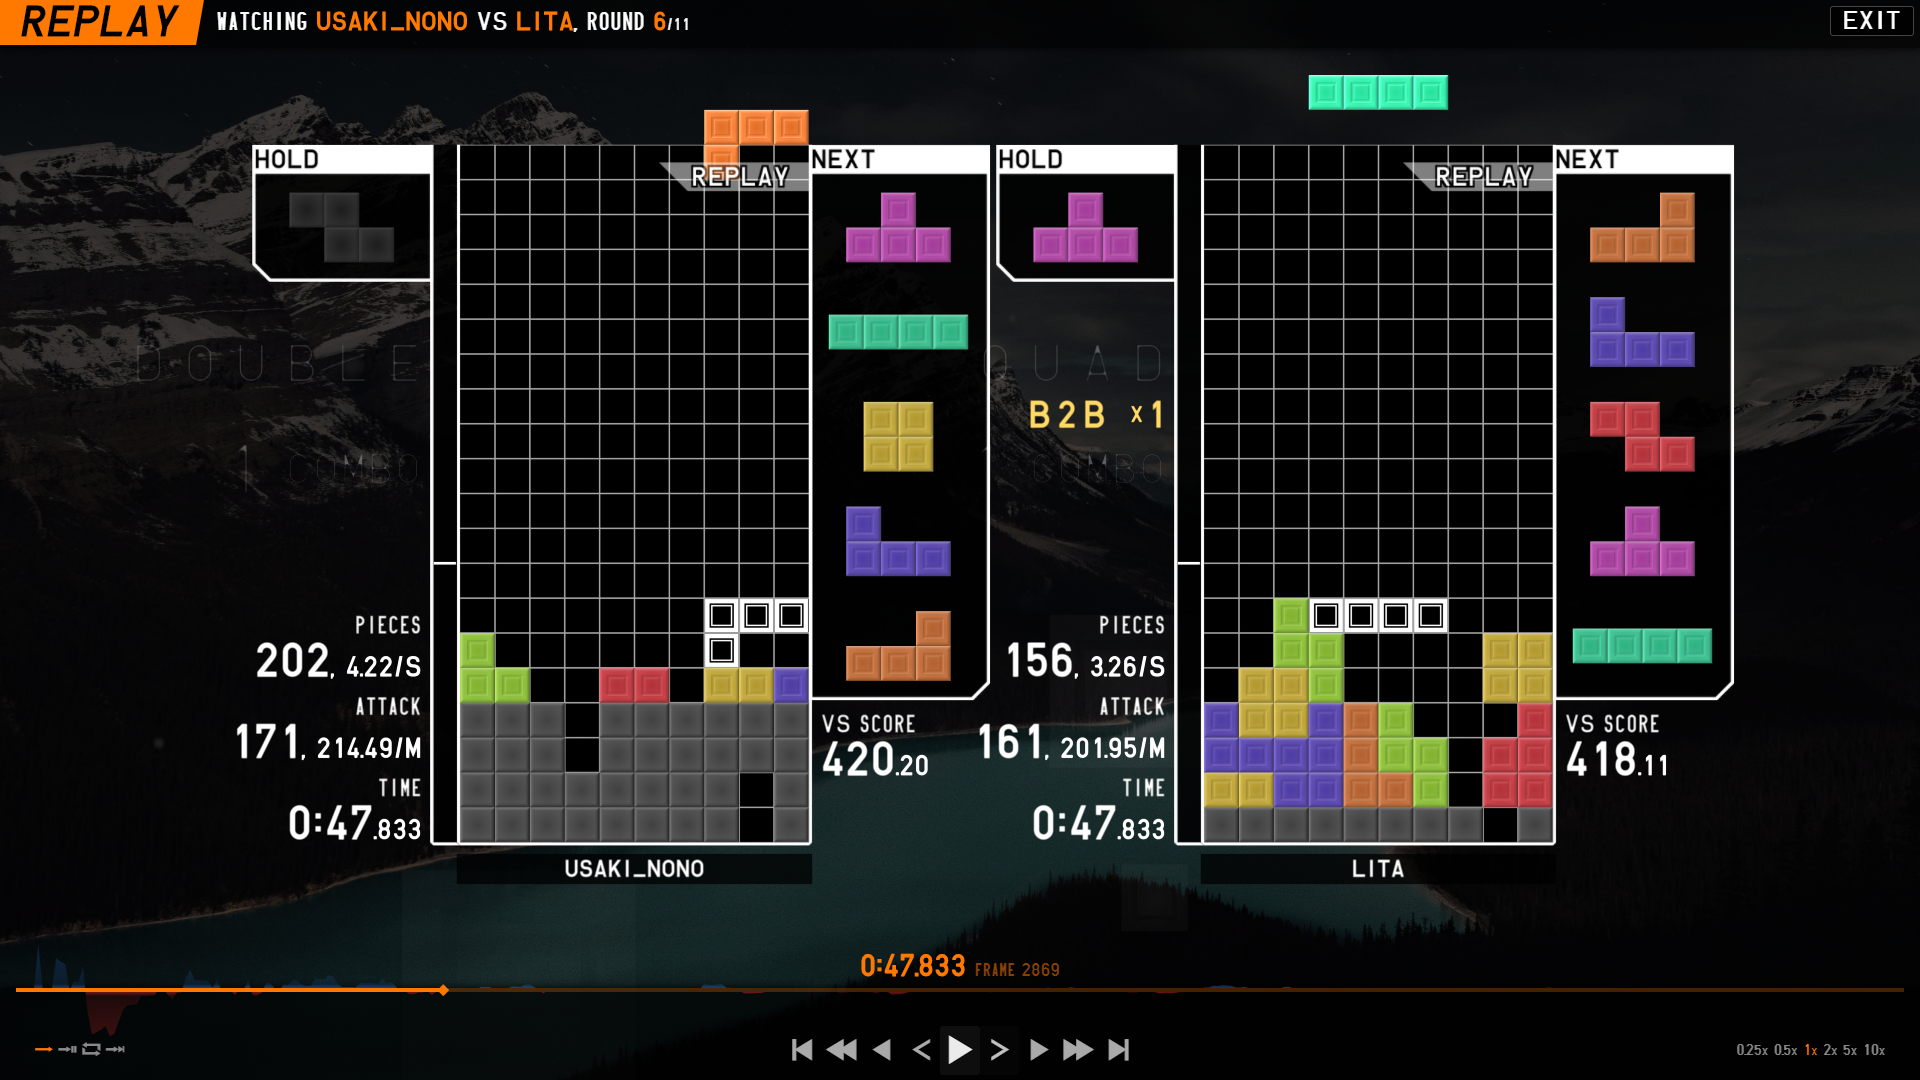 REPLAY
WATCHING USAKI_NONO VS LITA, ROUND 6/11
EXIT
HOLD
REPLAY
NEXT
DOUBLE
1 COMBO
PIECES
202, 4.22/S
ATTACK
171, 214.49/M
TIME
0:47.833
VS SCORE
420.20
USAKI_NONO
HOLD
REPLAY
NEXT
QUAD
B2B x1
1 COMBO
PIECES
156, 3.26/S
ATTACK
161, 201.95/M
TIME
0:47.833
VS SCORE
418.11
LITA
0:47.833 FRAME 2869
0.25x 0.5x 1x 2x 5x 10x